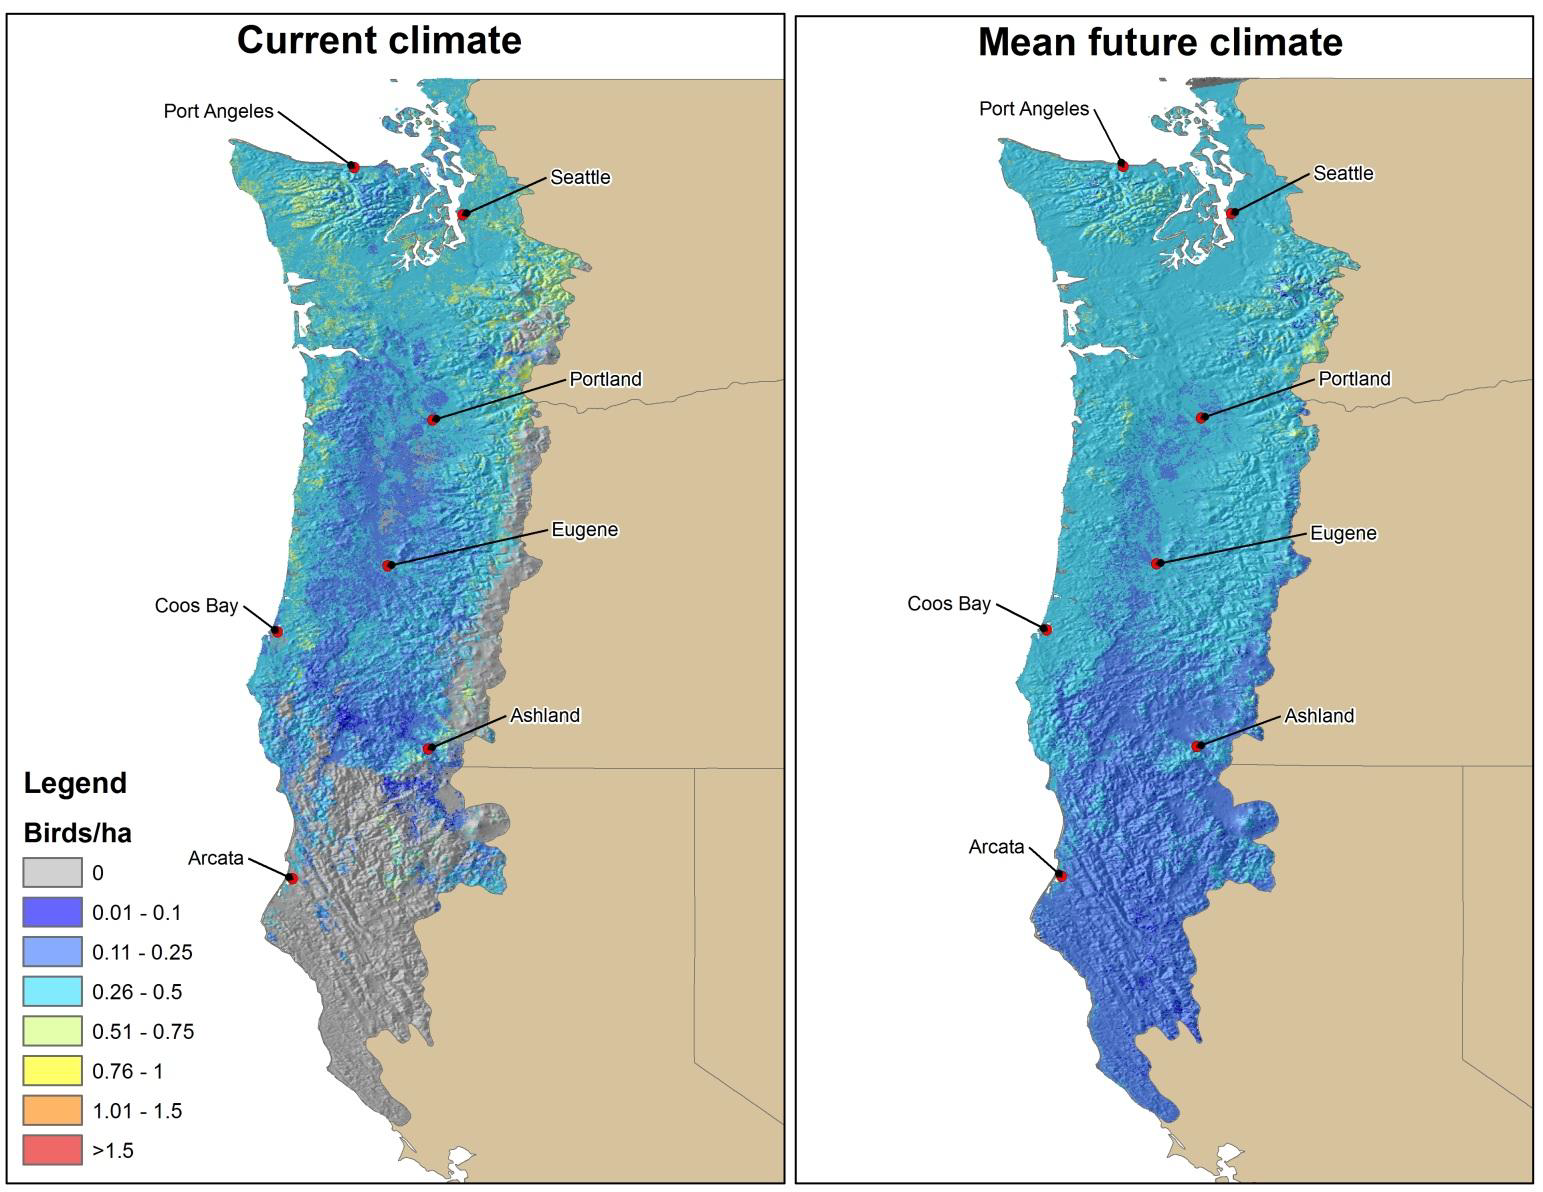 Current climate
Port Angeles
Seattle
Portland
Eugene
Coos Bay
Ashland
Arcata
Legend
Birds/ha
0
0.01 - 0.1
0.11 - 0.25
0.26 - 0.5
0.51 - 0.75
0.76 - 1
1.01 - 1.5
>1.5
Mean future climate
Port Angeles
Seattle
Portland
Eugene
Coos Bay
Ashland
Arcata